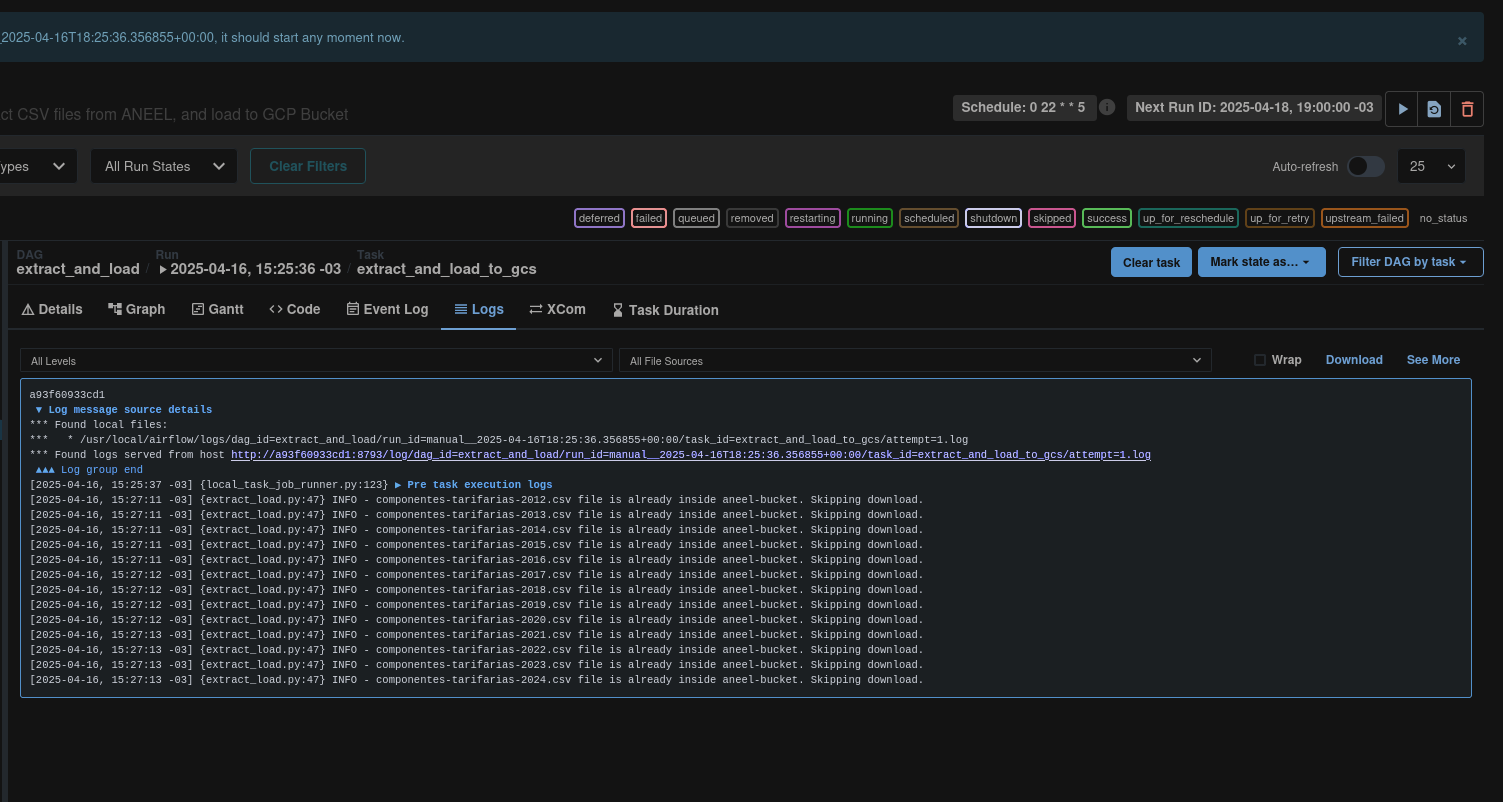 2025-04-16T18:25:36.356855+00:00, it should start any moment now.
×
ct CSV files from ANEEL, and load to GCP Bucket
Schedule: 0 22 * * 5
Next Run ID: 2025-04-18, 19:00:00 -03
ypes
All Run States
Clear Filters
Auto-refresh
25
deferred failed queued removed restarting running scheduled shutdown skipped success up_for_reschedule up_for_retry upstream_failed no_status
DAG Run Task
extract_and_load / ▶ 2025-04-16, 15:25:36 -03 / extract_and_load_to_gcs
Clear task Mark state as… Filter DAG by task
Details Graph Gantt Code Event Log Logs XCom Task Duration
All Levels All File Sources Wrap Download See More
a93f60933cd1
▼ Log message source details
*** Found local files:
***   * /usr/local/airflow/logs/dag_id=extract_and_load/run_id=manual__2025-04-16T18:25:36.356855+00:00/task_id=extract_and_load_to_gcs/attempt=1.log
*** Found logs served from host http://a93f60933cd1:8793/log/dag_id=extract_and_load/run_id=manual__2025-04-16T18:25:36.356855+00:00/task_id=extract_and_load_to_gcs/attempt=1.log
▲▲▲ Log group end
[2025-04-16, 15:25:37 -03] {local_task_job_runner.py:123} ▶ Pre task execution logs
[2025-04-16, 15:27:11 -03] {extract_load.py:47} INFO - componentes-tarifarias-2012.csv file is already inside aneel-bucket. Skipping download.
[2025-04-16, 15:27:11 -03] {extract_load.py:47} INFO - componentes-tarifarias-2013.csv file is already inside aneel-bucket. Skipping download.
[2025-04-16, 15:27:11 -03] {extract_load.py:47} INFO - componentes-tarifarias-2014.csv file is already inside aneel-bucket. Skipping download.
[2025-04-16, 15:27:11 -03] {extract_load.py:47} INFO - componentes-tarifarias-2015.csv file is already inside aneel-bucket. Skipping download.
[2025-04-16, 15:27:11 -03] {extract_load.py:47} INFO - componentes-tarifarias-2016.csv file is already inside aneel-bucket. Skipping download.
[2025-04-16, 15:27:12 -03] {extract_load.py:47} INFO - componentes-tarifarias-2017.csv file is already inside aneel-bucket. Skipping download.
[2025-04-16, 15:27:12 -03] {extract_load.py:47} INFO - componentes-tarifarias-2018.csv file is already inside aneel-bucket. Skipping download.
[2025-04-16, 15:27:12 -03] {extract_load.py:47} INFO - componentes-tarifarias-2019.csv file is already inside aneel-bucket. Skipping download.
[2025-04-16, 15:27:12 -03] {extract_load.py:47} INFO - componentes-tarifarias-2020.csv file is already inside aneel-bucket. Skipping download.
[2025-04-16, 15:27:13 -03] {extract_load.py:47} INFO - componentes-tarifarias-2021.csv file is already inside aneel-bucket. Skipping download.
[2025-04-16, 15:27:13 -03] {extract_load.py:47} INFO - componentes-tarifarias-2022.csv file is already inside aneel-bucket. Skipping download.
[2025-04-16, 15:27:13 -03] {extract_load.py:47} INFO - componentes-tarifarias-2023.csv file is already inside aneel-bucket. Skipping download.
[2025-04-16, 15:27:13 -03] {extract_load.py:47} INFO - componentes-tarifarias-2024.csv file is already inside aneel-bucket. Skipping download.